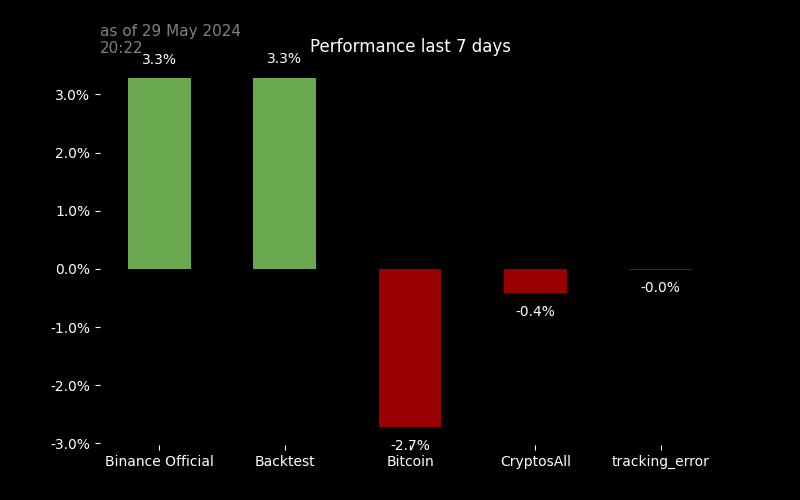 as of 29 May 2024
20:22
Performance last 7 days
3.3%
3.3%
3.0%
2.0%
1.0%
0.0%
-1.0%
-2.0%
-3.0%
-2.7%
-0.4%
-0.0%
Binance Official
Backtest
Bitcoin
CryptosAll
tracking_error